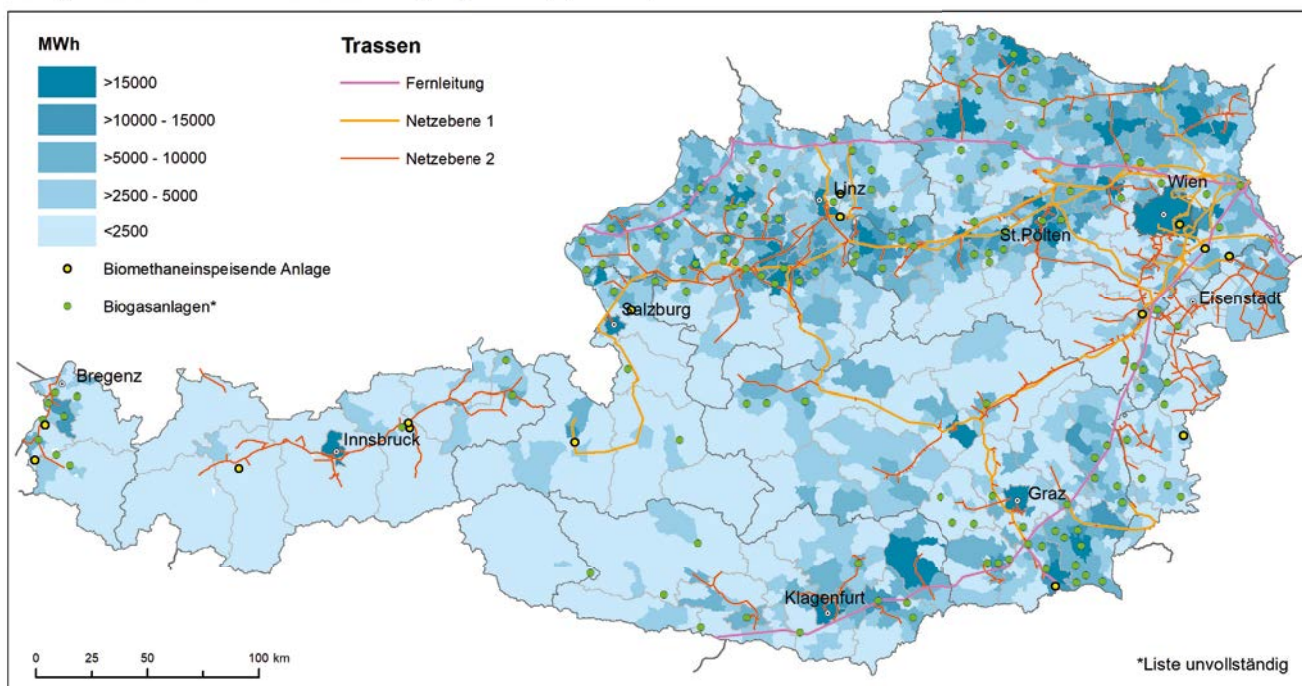 MWh
>15000
>10000 - 15000
>5000 - 10000
>2500 - 5000
<2500
Biomethaneinspeisende Anlage
Biogasanlagen*
Trassen
Fernleitung
Netzebene 1
Netzebene 2
Linz
Wien
St.Pölten
Eisenstadt
Salzburg
Bregenz
Innsbruck
Graz
Klagenfurt
0 25 50 100 km
*Liste unvollständig